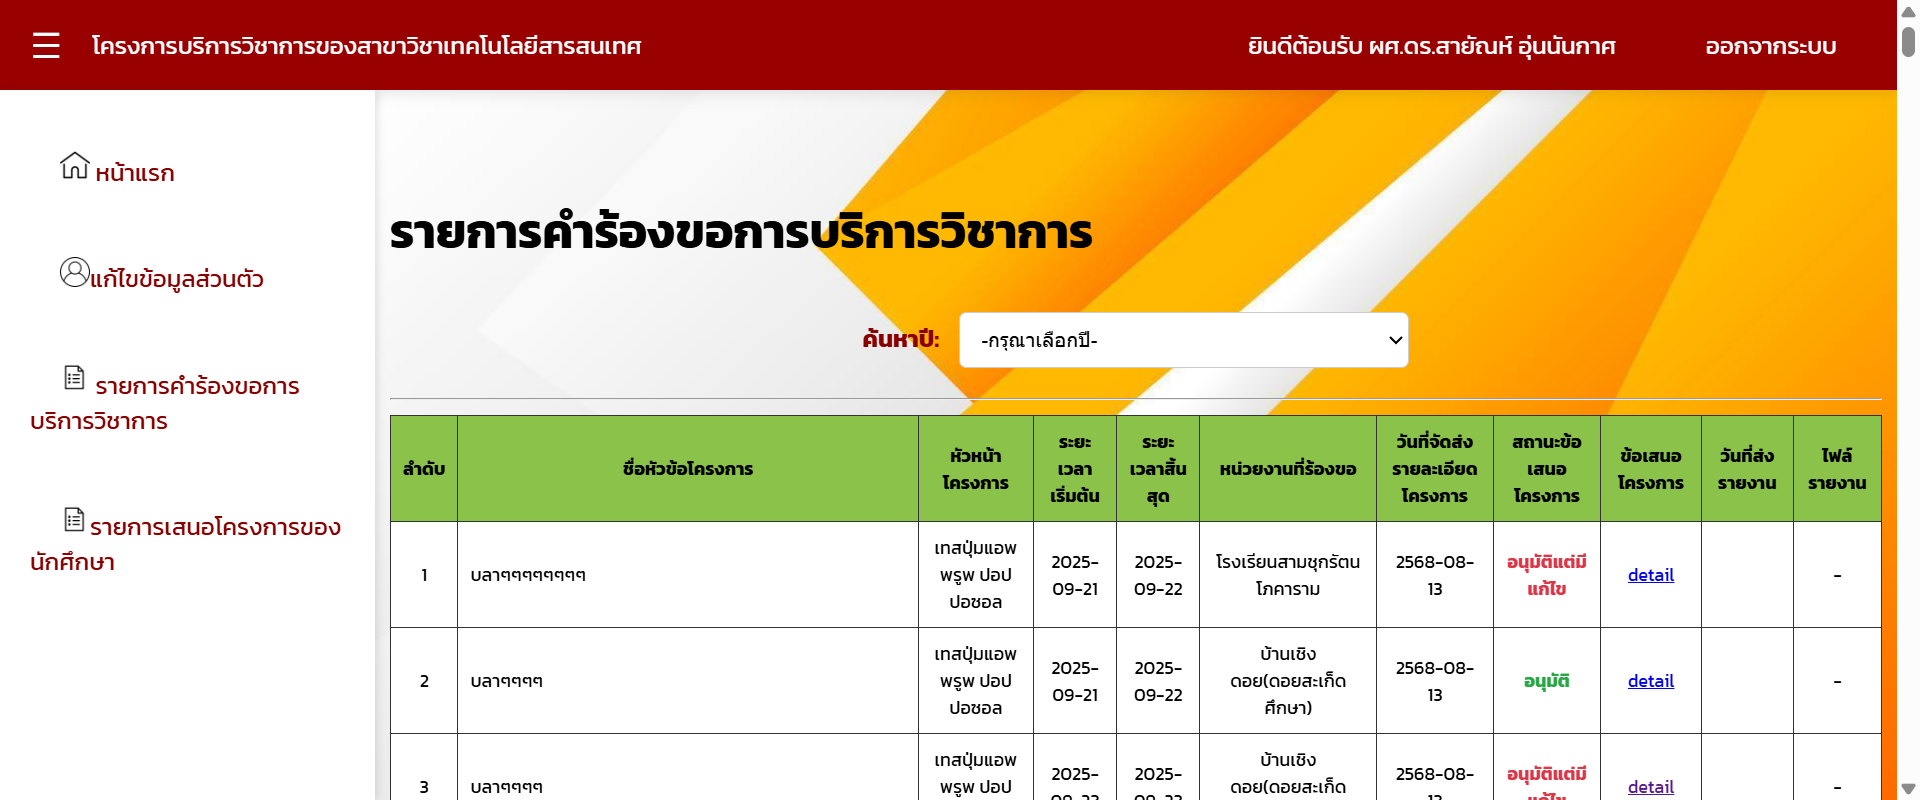 ☰ โครงการบริการวิชาการของสาขาวิชาเทคโนโลยีสารสนเทศ ยินดีต้อนรับ ผศ.ดร.สายัณห์ อุ่นนันกาศ ออกจากระบบ
หน้าแรก
แก้ไขข้อมูลส่วนตัว
รายการคำร้องขอการ
บริการวิชาการ
รายการเสนอโครงการของ
นักศึกษา
รายการคำร้องขอการบริการวิชาการ
ค้นหาปี: -กรุณาเลือกปี-
ลำดับ
ชื่อหัวข้อโครงการ
หัวหน้า
โครงการ
ระยะ
เวลา
เริ่มต้น
ระยะ
เวลาสิ้น
สุด
หน่วยงานที่ร้องขอ
วันที่จัดส่ง
รายละเอียด
โครงการ
สถานะข้อ
เสนอ
โครงการ
ข้อเสนอ
โครงการ
วันที่ส่ง
รายงาน
ไฟล์
รายงาน
1
บลาๆๆๆๆๆๆๆๆ
เทสปุ่มแอพ
พรูพ ปอป
ปอซอล
2025-
09-21
2025-
09-22
โรงเรียนสามชุกรัตน
โภคาราม
2568-08-
13
อนุมัติแต่มี
แก้ไข
detail
-
2
บลาๆๆๆๆ
เทสปุ่มแอพ
พรูพ ปอป
ปอซอล
2025-
09-21
2025-
09-22
บ้านเชิง
ดอย(ดอยสะเก็ด
ศึกษา)
2568-08-
13
อนุมัติ
detail
-
3
บลาๆๆๆๆ
เทสปุ่มแอพ
พรูพ ปอป
2025-
2025-
บ้านเชิง
ดอย(ดอยสะเก็ด
2568-08-
อนุมัติแต่มี
detail
-